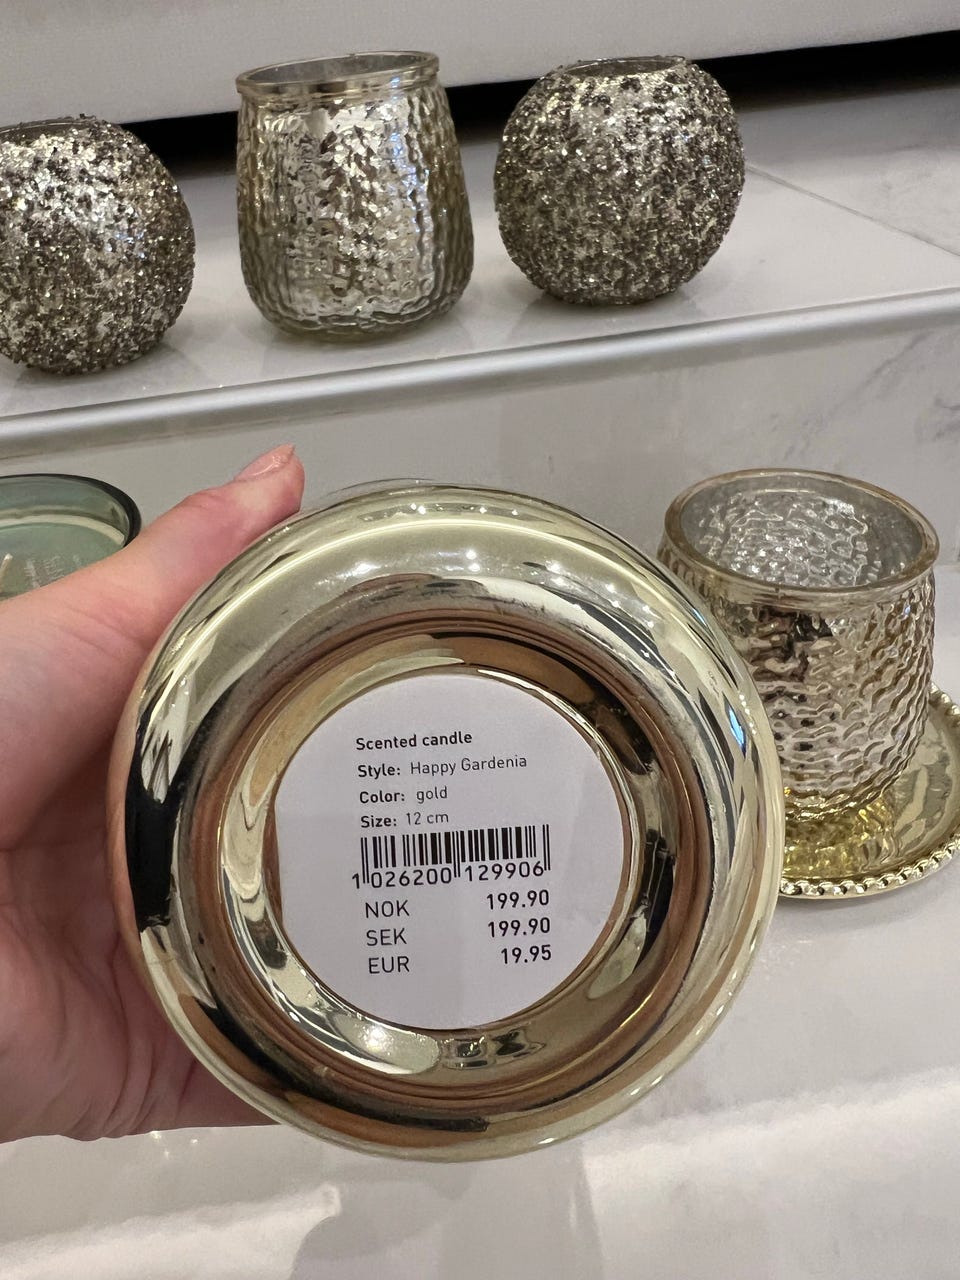 Scented candle
Style: Happy Gardenia
Color: gold
Size: 12 cm
1 026200 129906
NOK 199.90
SEK 199.90
EUR 19.95